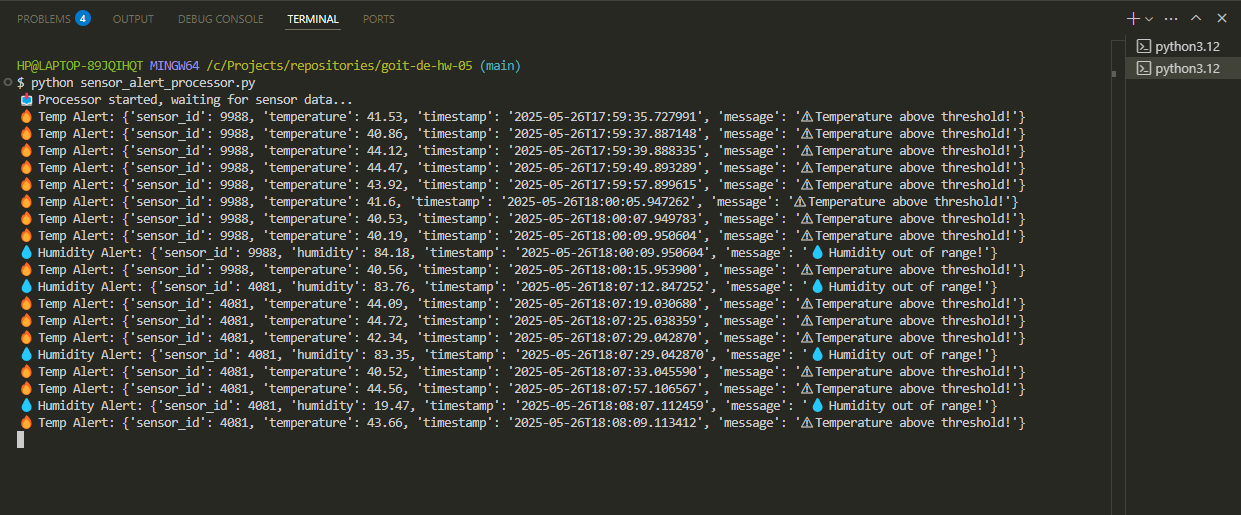 PROBLEMS 4 OUTPUT DEBUG CONSOLE TERMINAL PORTS
python3.12
python3.12
HP@LAPTOP-89JQIHQT MINGW64 /c/Projects/repositories/goit-de-hw-05 (main)
$ python sensor_alert_processor.py
📩 Processor started, waiting for sensor data...
🔥 Temp Alert: {'sensor_id': 9988, 'temperature': 41.53, 'timestamp': '2025-05-26T17:59:35.727991', 'message': '⚠️Temperature above threshold!'}
🔥 Temp Alert: {'sensor_id': 9988, 'temperature': 40.86, 'timestamp': '2025-05-26T17:59:37.887148', 'message': '⚠️Temperature above threshold!'}
🔥 Temp Alert: {'sensor_id': 9988, 'temperature': 44.12, 'timestamp': '2025-05-26T17:59:39.888335', 'message': '⚠️Temperature above threshold!'}
🔥 Temp Alert: {'sensor_id': 9988, 'temperature': 44.47, 'timestamp': '2025-05-26T17:59:49.893289', 'message': '⚠️Temperature above threshold!'}
🔥 Temp Alert: {'sensor_id': 9988, 'temperature': 43.92, 'timestamp': '2025-05-26T17:59:57.899615', 'message': '⚠️Temperature above threshold!'}
🔥 Temp Alert: {'sensor_id': 9988, 'temperature': 41.6, 'timestamp': '2025-05-26T18:00:05.947262', 'message': '⚠️Temperature above threshold!'}
🔥 Temp Alert: {'sensor_id': 9988, 'temperature': 40.53, 'timestamp': '2025-05-26T18:00:07.949783', 'message': '⚠️Temperature above threshold!'}
🔥 Temp Alert: {'sensor_id': 9988, 'temperature': 40.19, 'timestamp': '2025-05-26T18:00:09.950604', 'message': '⚠️Temperature above threshold!'}
💧 Humidity Alert: {'sensor_id': 9988, 'humidity': 84.18, 'timestamp': '2025-05-26T18:00:09.950604', 'message': '💧 Humidity out of range!'}
🔥 Temp Alert: {'sensor_id': 9988, 'temperature': 40.56, 'timestamp': '2025-05-26T18:00:15.953900', 'message': '⚠️Temperature above threshold!'}
💧 Humidity Alert: {'sensor_id': 4081, 'humidity': 83.76, 'timestamp': '2025-05-26T18:07:12.847252', 'message': '💧 Humidity out of range!'}
🔥 Temp Alert: {'sensor_id': 4081, 'temperature': 44.09, 'timestamp': '2025-05-26T18:07:19.030680', 'message': '⚠️Temperature above threshold!'}
🔥 Temp Alert: {'sensor_id': 4081, 'temperature': 44.72, 'timestamp': '2025-05-26T18:07:25.038359', 'message': '⚠️Temperature above threshold!'}
🔥 Temp Alert: {'sensor_id': 4081, 'temperature': 42.34, 'timestamp': '2025-05-26T18:07:29.042870', 'message': '⚠️Temperature above threshold!'}
💧 Humidity Alert: {'sensor_id': 4081, 'humidity': 83.35, 'timestamp': '2025-05-26T18:07:29.042870', 'message': '💧 Humidity out of range!'}
🔥 Temp Alert: {'sensor_id': 4081, 'temperature': 40.52, 'timestamp': '2025-05-26T18:07:33.045590', 'message': '⚠️Temperature above threshold!'}
🔥 Temp Alert: {'sensor_id': 4081, 'temperature': 44.56, 'timestamp': '2025-05-26T18:07:57.106567', 'message': '⚠️Temperature above threshold!'}
💧 Humidity Alert: {'sensor_id': 4081, 'humidity': 19.47, 'timestamp': '2025-05-26T18:08:07.112459', 'message': '💧 Humidity out of range!'}
🔥 Temp Alert: {'sensor_id': 4081, 'temperature': 43.66, 'timestamp': '2025-05-26T18:08:09.113412', 'message': '⚠️Temperature above threshold!'}